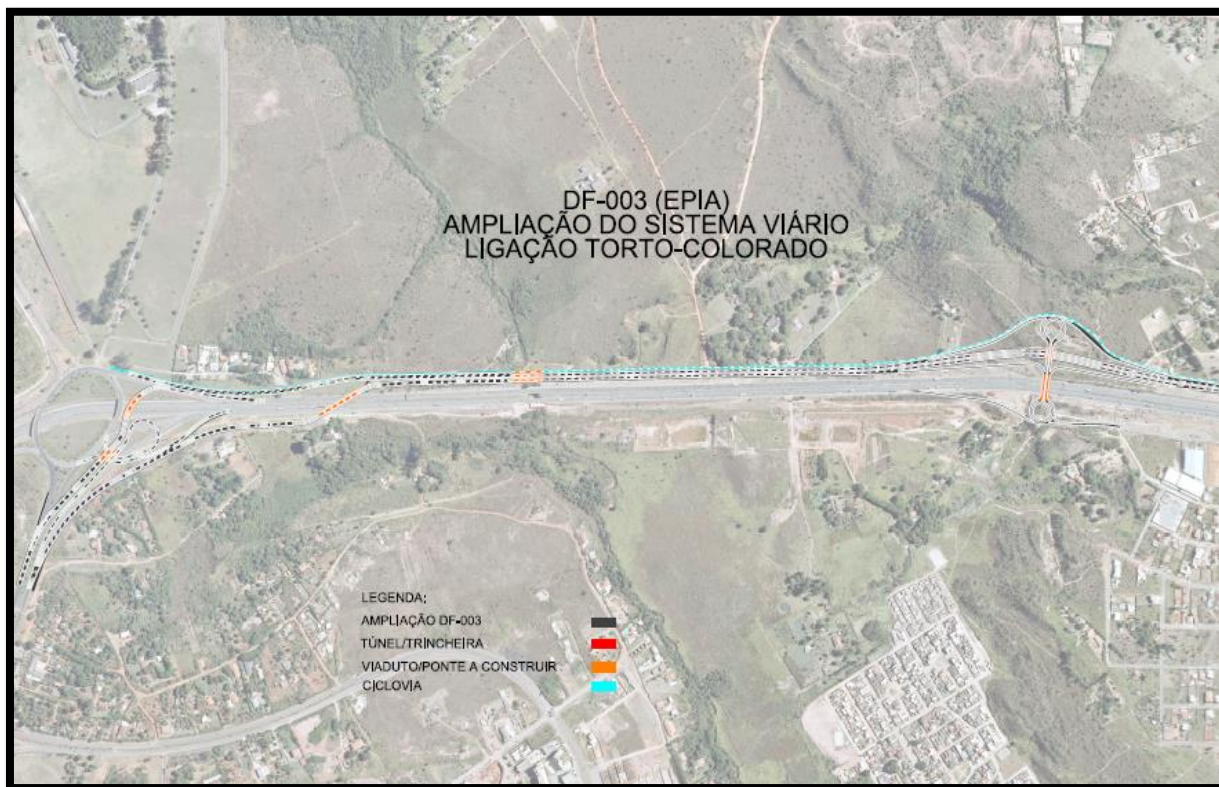 DF-003 (EPIA)
AMPLIAÇÃO DO SISTEMA VIÁRIO
LIGAÇÃO TORTO-COLORADO
LEGENDA:
AMPLIAÇÃO DF-003
TÚNEL/TRINCHEIRA
VIADUTO/PONTE A CONSTRUIR
CICLOVIA